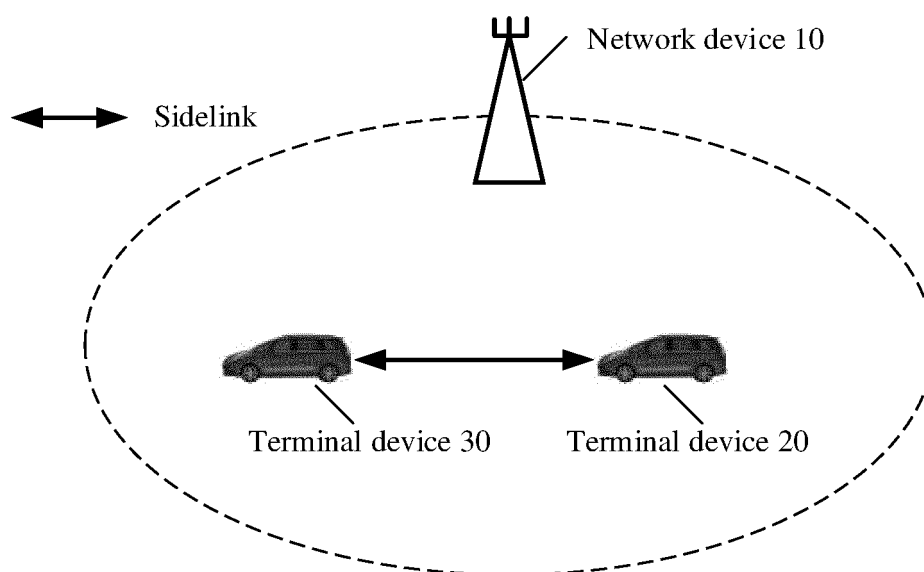 Network device 10
Sidelink
Terminal device 30
Terminal device 20